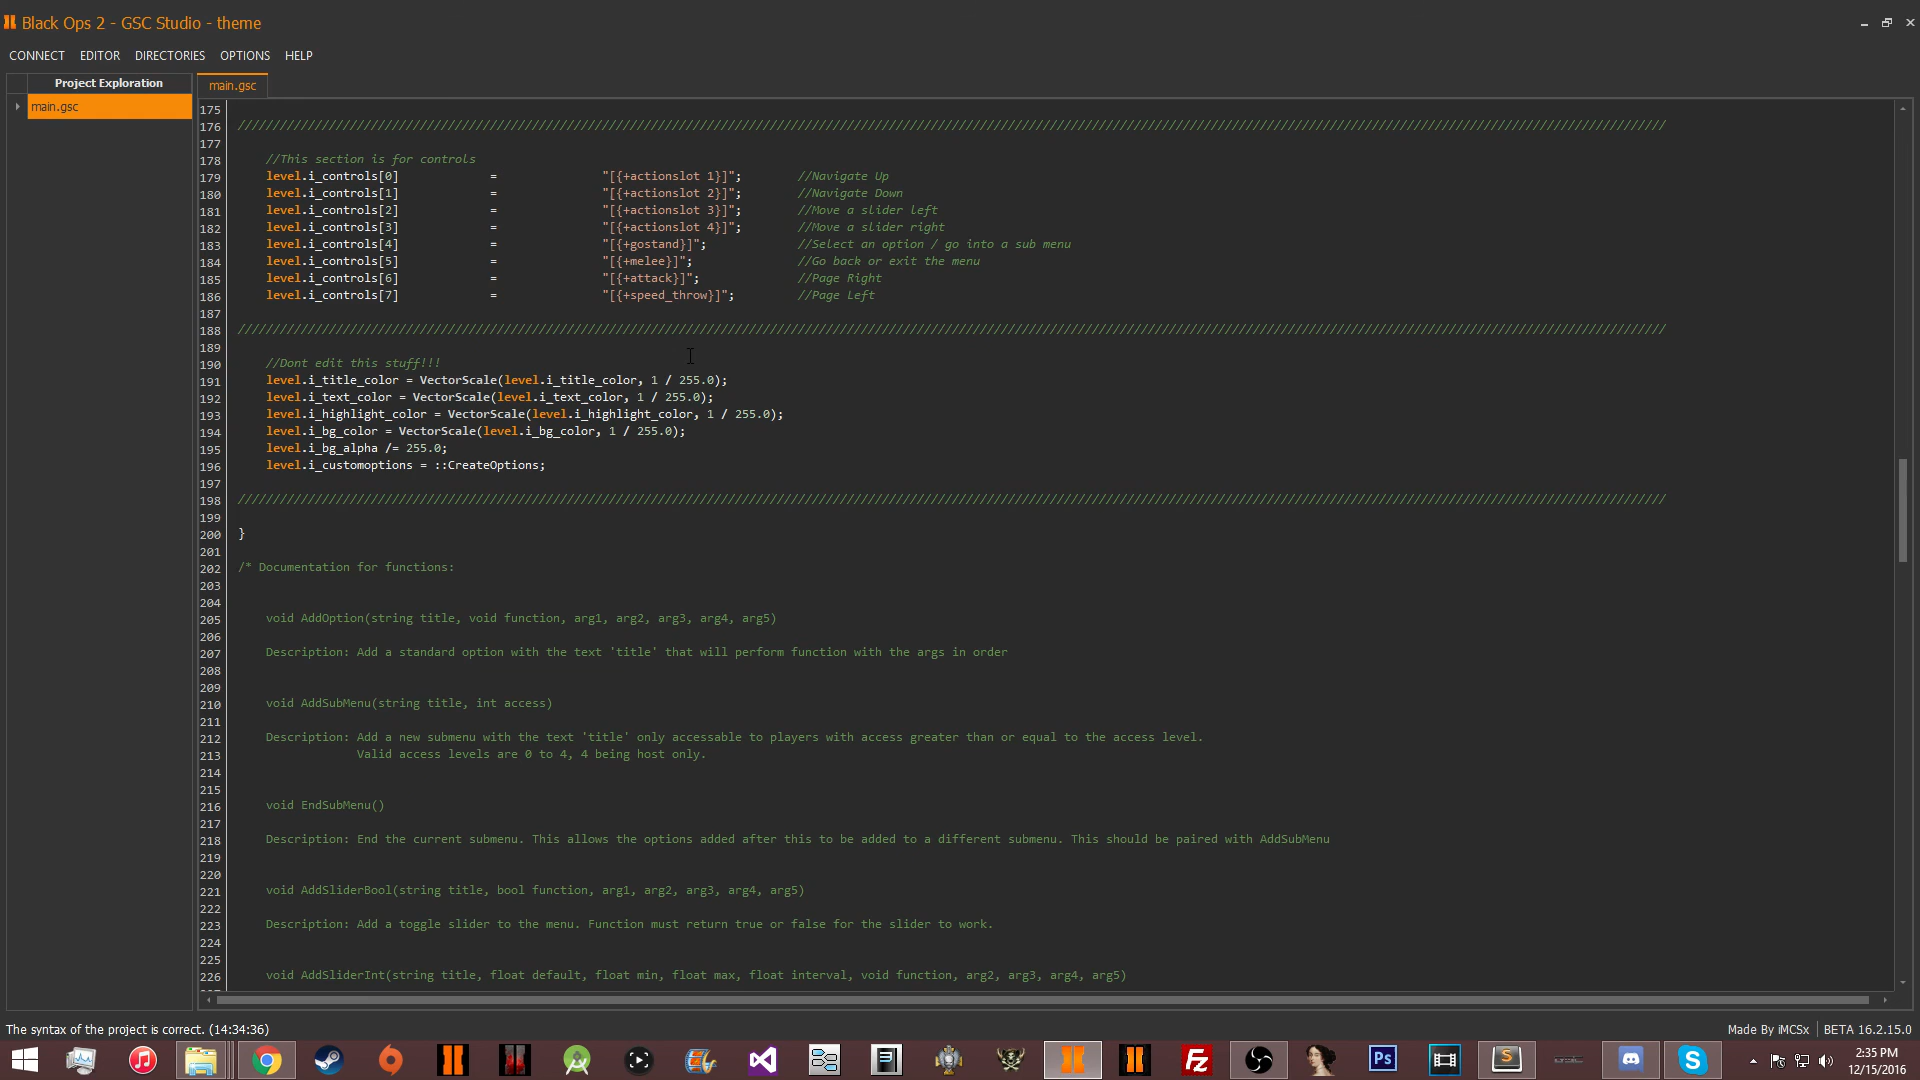 Black Ops 2 - GSC Studio - theme
CONNECT EDITOR DIRECTORIES OPTIONS HELP
Project Exploration
main.gsc
main.gsc
175
176 ////////////////////////////////////////////////////////////////////////////////////////////////////////////////////////////////////////////////////////////////////////////////////////////////////////////
177
178 //This section is for controls
179 level.i_controls[0] = "[{+actionslot 1}]"; //Navigate Up
180 level.i_controls[1] = "[{+actionslot 2}]"; //Navigate Down
181 level.i_controls[2] = "[{+actionslot 3}]"; //Move a slider left
182 level.i_controls[3] = "[{+actionslot 4}]"; //Move a slider right
183 level.i_controls[4] = "[{+gostand}]"; //Select an option / go into a sub menu
184 level.i_controls[5] = "[{+melee}]"; //Go back or exit the menu
185 level.i_controls[6] = "[{+attack}]"; //Page Right
186 level.i_controls[7] = "[{+speed_throw}]"; //Page Left
187
188 ////////////////////////////////////////////////////////////////////////////////////////////////////////////////////////////////////////////////////////////////////////////////////////////////////////////
189
190 //Dont edit this stuff!!!
191 level.i_title_color = VectorScale(level.i_title_color, 1 / 255.0);
192 level.i_text_color = VectorScale(level.i_text_color, 1 / 255.0);
193 level.i_highlight_color = VectorScale(level.i_highlight_color, 1 / 255.0);
194 level.i_bg_color = VectorScale(level.i_bg_color, 1 / 255.0);
195 level.i_bg_alpha /= 255.0;
196 level.i_customoptions = ::CreateOptions;
197
198 ////////////////////////////////////////////////////////////////////////////////////////////////////////////////////////////////////////////////////////////////////////////////////////////////////////////
199
200 }
201
202 /* Documentation for functions:
203
204
205 void AddOption(string title, void function, arg1, arg2, arg3, arg4, arg5)
206
207 Description: Add a standard option with the text 'title' that will perform function with the args in order
208
209
210 void AddSubMenu(string title, int access)
211
212 Description: Add a new submenu with the text 'title' only accessable to players with access greater than or equal to the access level.
213 Valid access levels are 0 to 4, 4 being host only.
214
215
216 void EndSubMenu()
217
218 Description: End the current submenu. This allows the options added after this to be added to a different submenu. This should be paired with AddSubMenu
219
220
221 void AddSliderBool(string title, bool function, arg1, arg2, arg3, arg4, arg5)
222
223 Description: Add a toggle slider to the menu. Function must return true or false for the slider to work.
224
225
226 void AddSliderInt(string title, float default, float min, float max, float interval, void function, arg2, arg3, arg4, arg5)
The syntax of the project is correct. (14:34:36)
Made By iMCSx
BETA 16.2.15.0
2:35 PM
12/15/2016